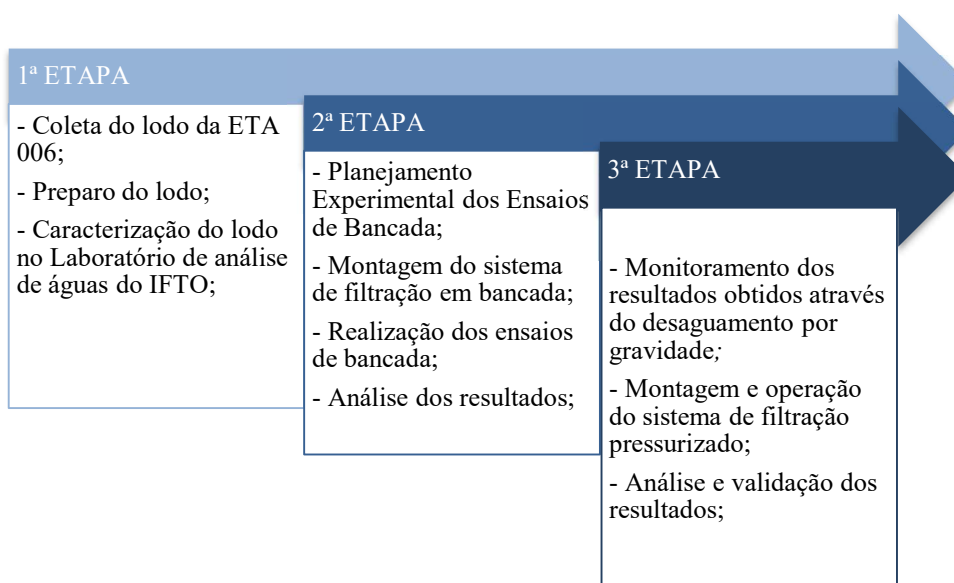 1ª ETAPA
- Coleta do lodo da ETA
006;
- Preparo do lodo;
- Caracterização do lodo
no Laboratório de análise
de águas do IFTO;
2ª ETAPA
- Planejamento
Experimental dos Ensaios
de Bancada;
- Montagem do sistema
de filtração em bancada;
- Realização dos ensaios
de bancada;
- Análise dos resultados;
3ª ETAPA
- Monitoramento dos
resultados obtidos através
do desaguamento por
gravidade;
- Montagem e operação
do sistema de filtração
pressurizado;
- Análise e validação dos
resultados;